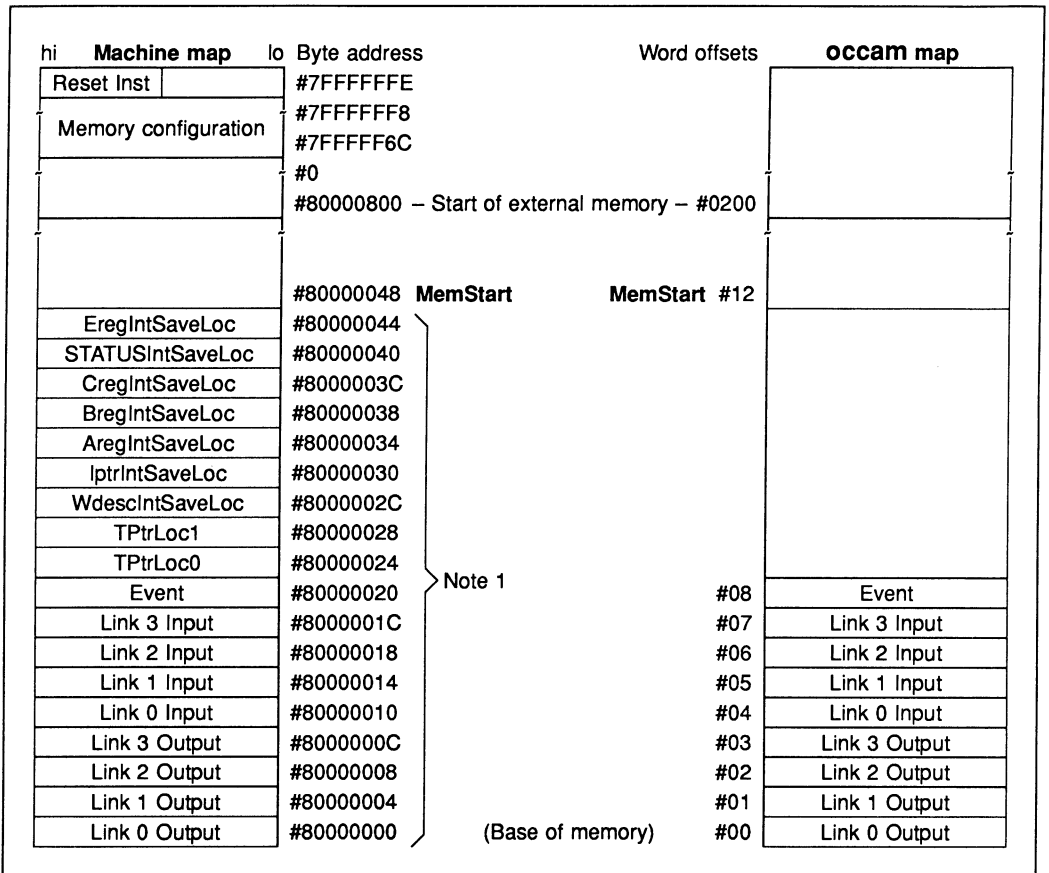 hi Machine map lo Byte address Word offsets occam map
Reset Inst #7FFFFFFE
#7FFFFFF8
Memory configuration
#7FFFFF6C
#0
#80000800 – Start of external memory – #0200
#80000048 MemStart MemStart #12
EregIntSaveLoc #80000044
STATUSIntSaveLoc #80000040
CregIntSaveLoc #8000003C
BregIntSaveLoc #80000038
AregIntSaveLoc #80000034
IptrIntSaveLoc #80000030
WdescIntSaveLoc #8000002C
TPtrLoc1 #80000028
TPtrLoc0 #80000024
Note 1
Event #80000020 #08 Event
Link 3 Input #8000001C #07 Link 3 Input
Link 2 Input #80000018 #06 Link 2 Input
Link 1 Input #80000014 #05 Link 1 Input
Link 0 Input #80000010 #04 Link 0 Input
Link 3 Output #8000000C #03 Link 3 Output
Link 2 Output #80000008 #02 Link 2 Output
Link 1 Output #80000004 #01 Link 1 Output
Link 0 Output #80000000 (Base of memory) #00 Link 0 Output